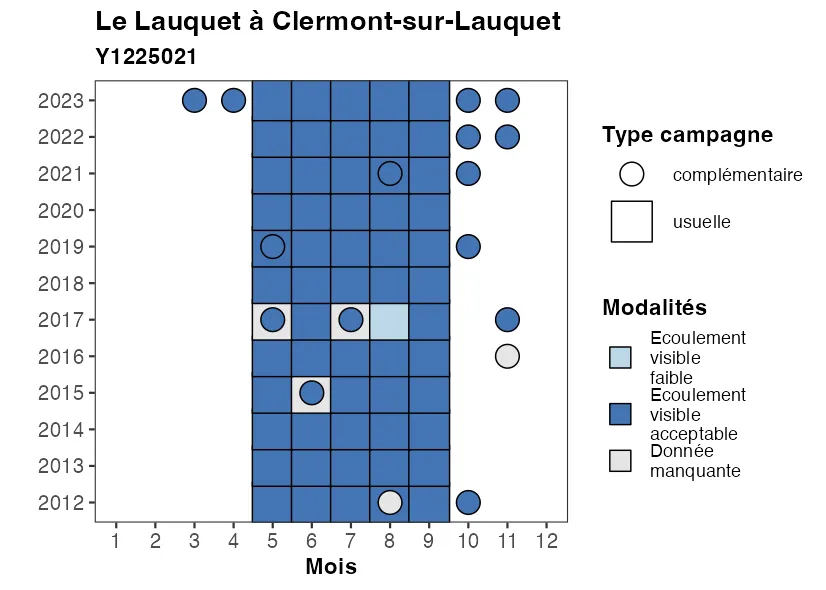 Le Lauquet à Clermont-sur-Lauquet
Y1225021
2023
2022
2021
2020
2019
2018
2017
2016
2015
2014
2013
2012
1 2 3 4 5 6 7 8 9 10 11 12
Mois
Type campagne
complémentaire
usuelle
Modalités
Ecoulement
visible
faible
Ecoulement
visible
acceptable
Donnée
manquante